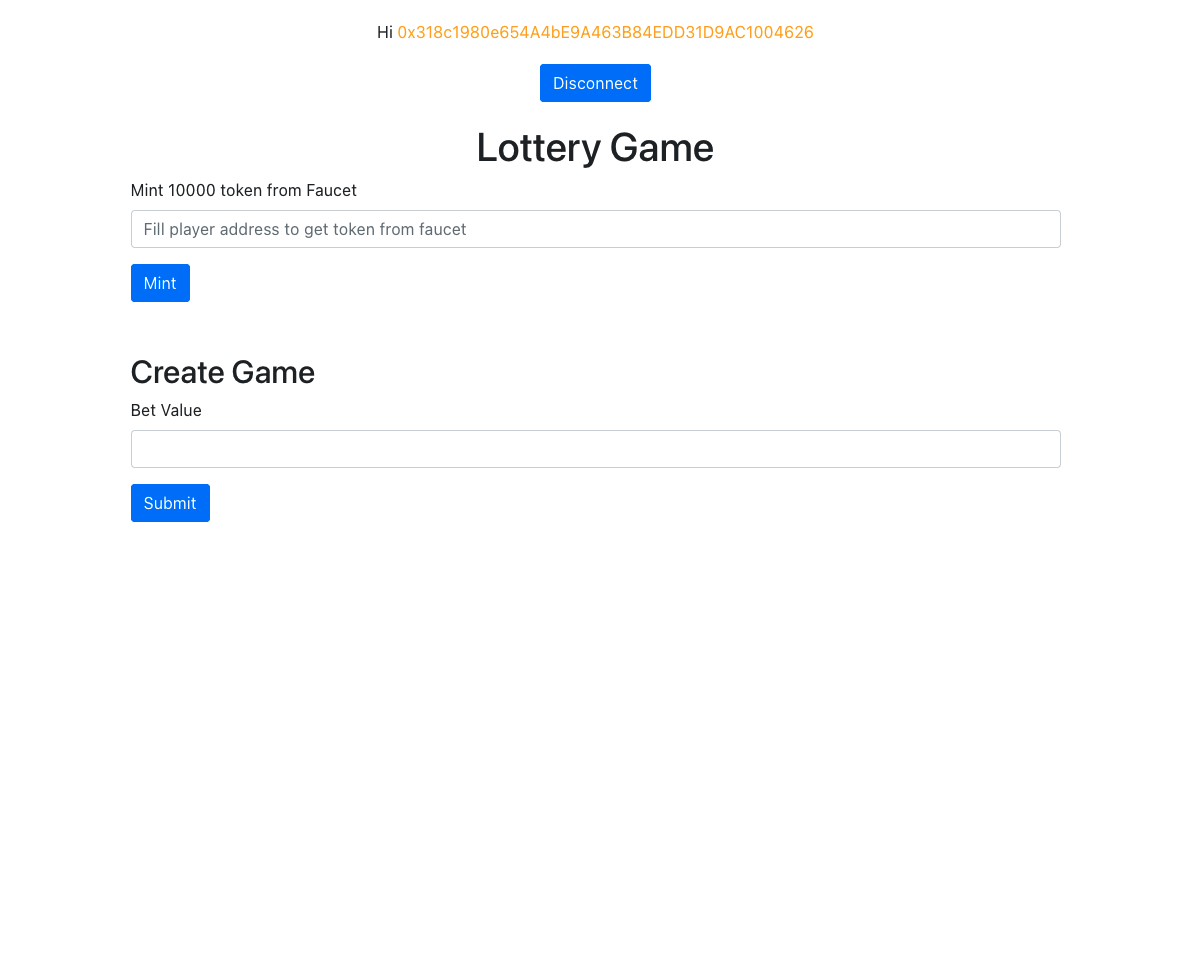 Hi 0x318c1980e654A4bE9A463B84EDD31D9AC1004626
Disconnect
Lottery Game
Mint 10000 token from Faucet
Fill player address to get token from faucet
Mint
Create Game
Bet Value
Submit